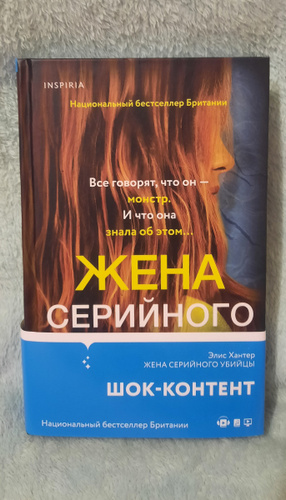 INSPIRIA
Национальный бестселлер Британии
Все говорят, что он —
монстр.
И что она
знала об этом...
ЖЕНА
СЕРИЙНОГО
Элис Хантер
ЖЕНА СЕРИЙНОГО УБИЙЦЫ
ШОК-КОНТЕНТ
Национальный бестселлер Британии